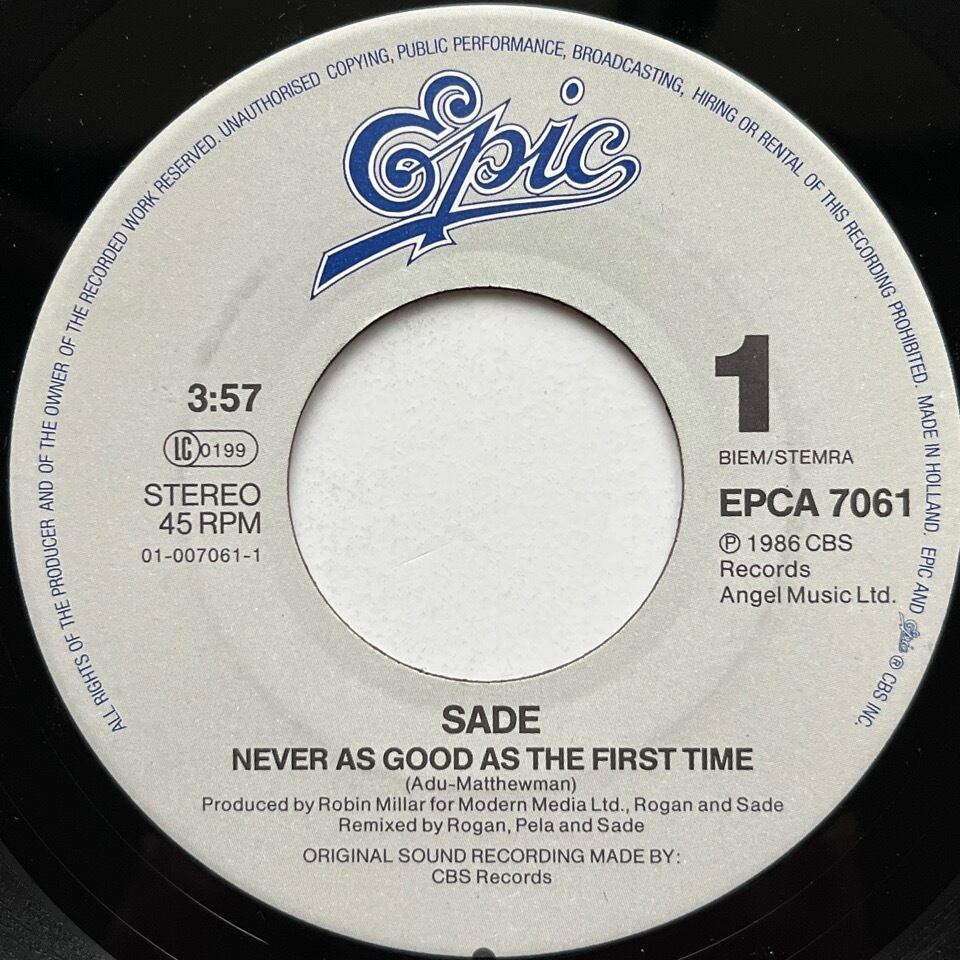 ALL RIGHTS OF THE PRODUCER AND OF THE OWNER OF THE RECORDED WORK RESERVED. UNAUTHORISED COPYING, PUBLIC PERFORMANCE, BROADCASTING, HIRING OR RENTAL OF THIS RECORDING PROHIBITED. MADE IN HOLLAND. EPIC AND Epic ® CBS INC.
Epic
3:57
LC 0199
STEREO
45 RPM
01-007061-1
1
BIEM/STEMRA
EPCA 7061
℗ 1986 CBS
Records
Angel Music Ltd.
SADE
NEVER AS GOOD AS THE FIRST TIME
(Adu-Matthewman)
Produced by Robin Millar for Modern Media Ltd., Rogan and Sade
Remixed by Rogan, Pela and Sade
ORIGINAL SOUND RECORDING MADE BY:
CBS Records